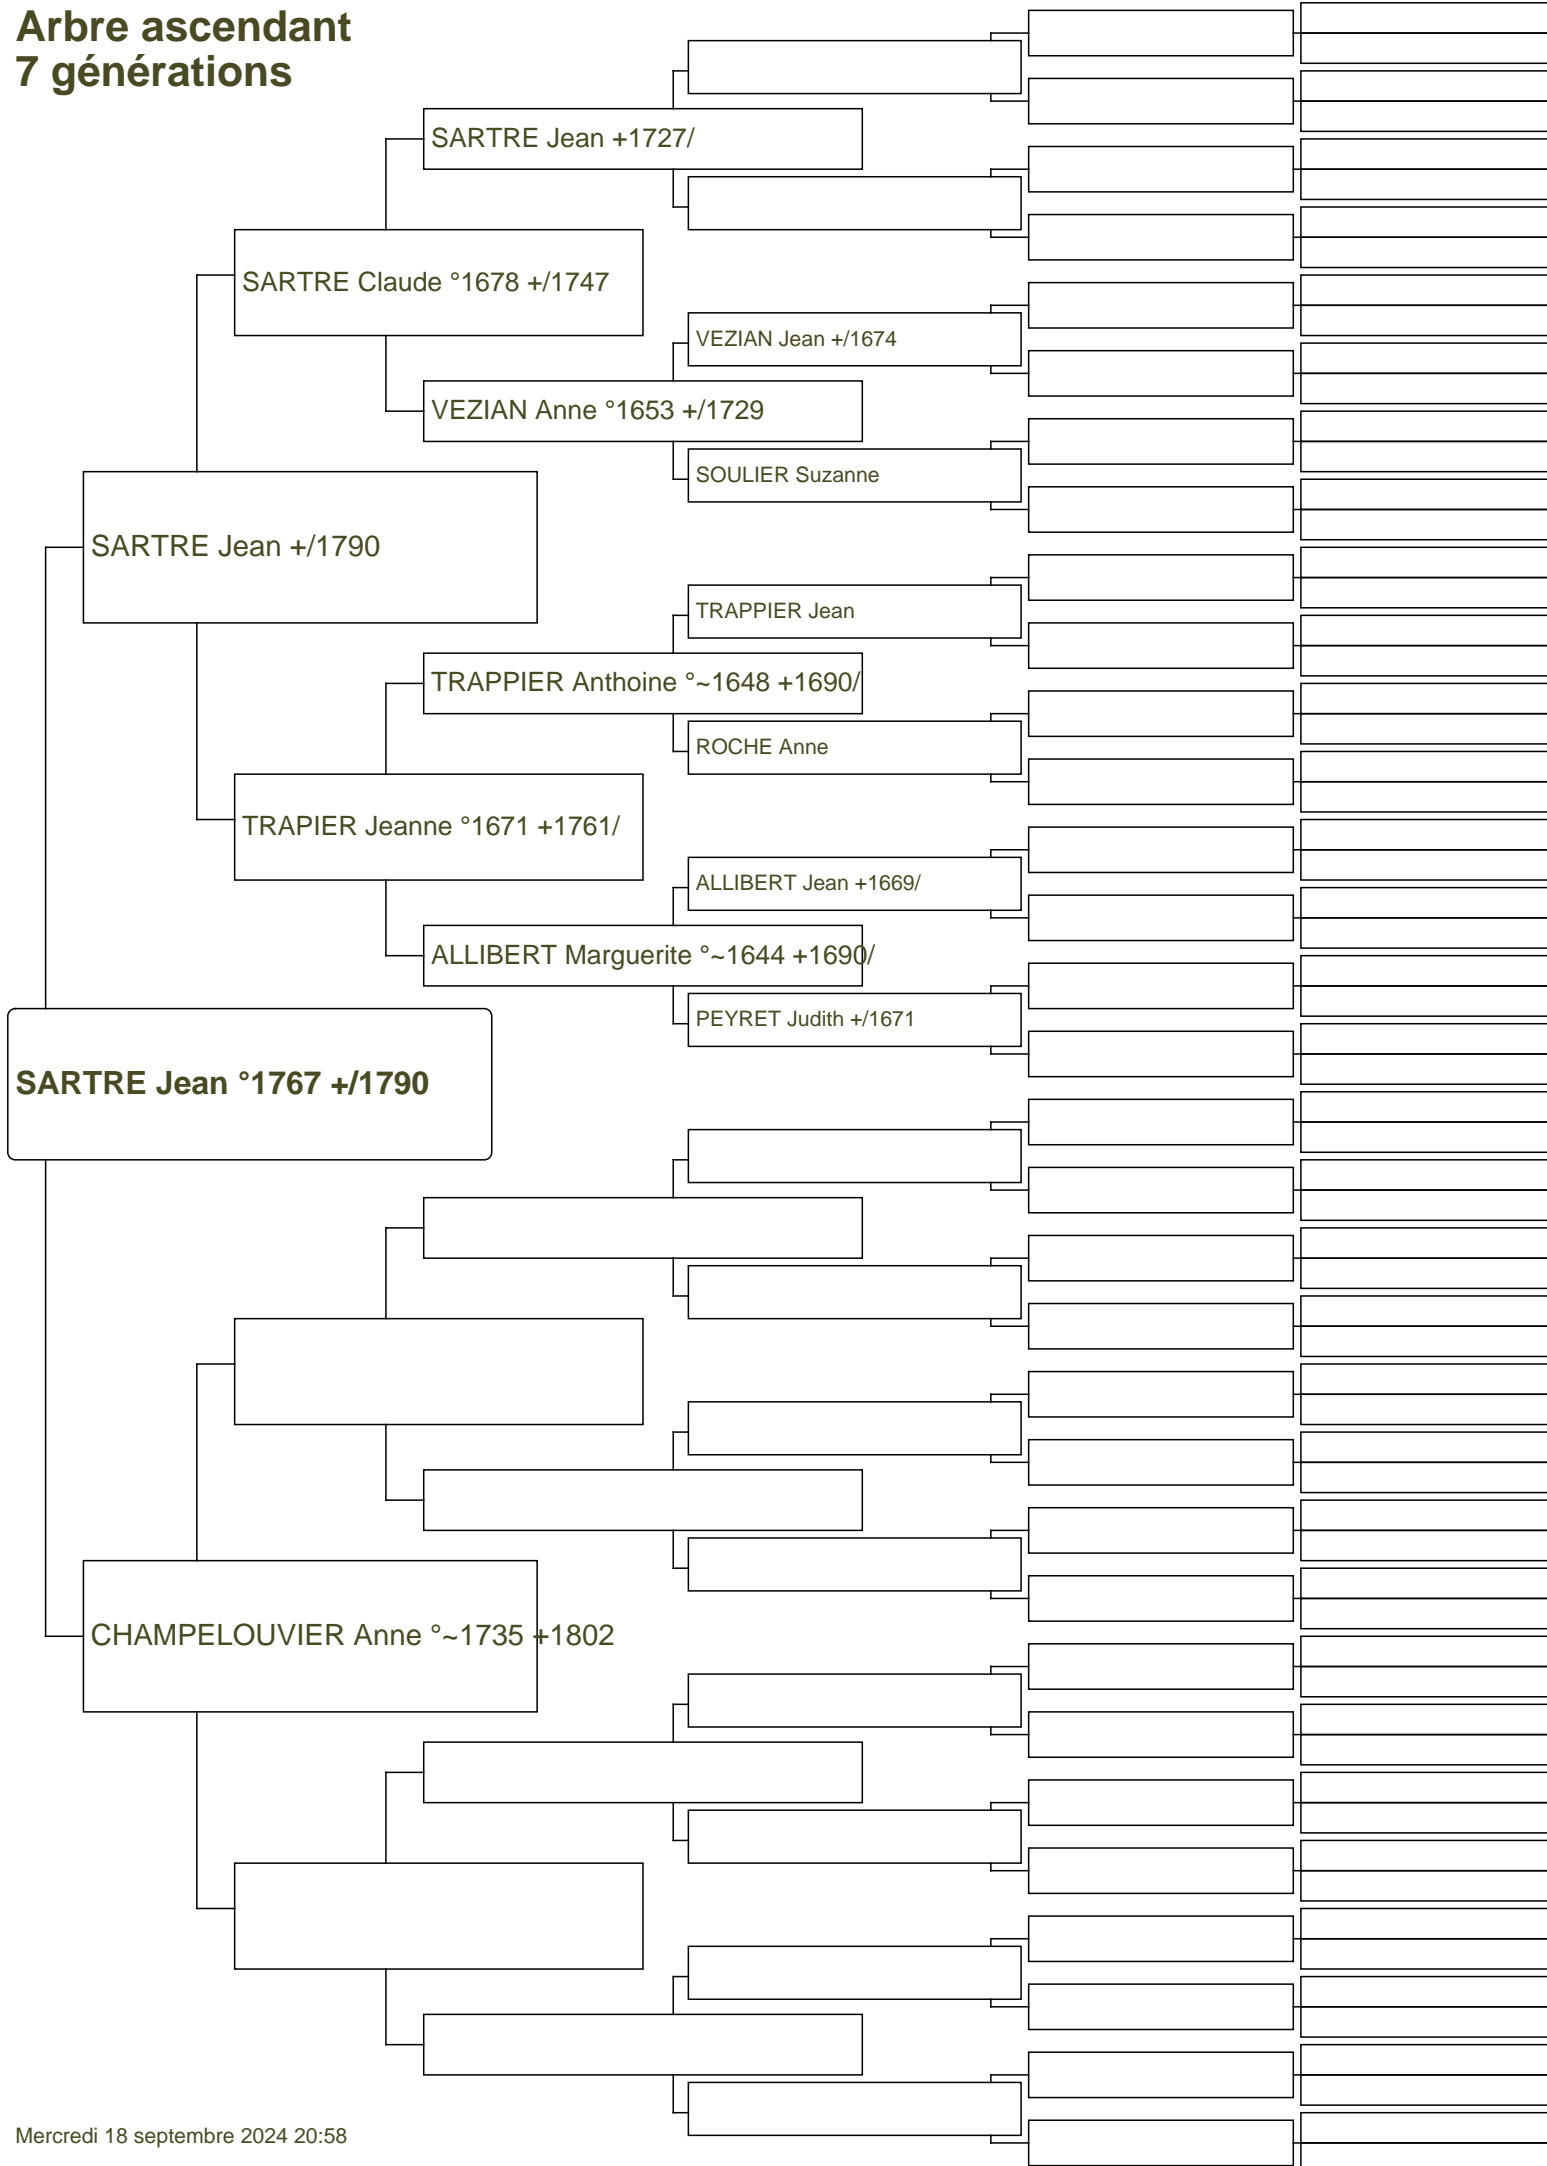 Arbre ascendant
7 générations
SARTRE Jean +1727/
SARTRE Claude °1678 +/1747
VEZIAN Jean +/1674
VEZIAN Anne °1653 +/1729
SOULIER Suzanne
SARTRE Jean +/1790
TRAPPIER Jean
TRAPPIER Anthoine °~1648 +1690/
ROCHE Anne
TRAPIER Jeanne °1671 +1761/
ALLIBERT Jean +1669/
ALLIBERT Marguerite °~1644 +1690/
PEYRET Judith +/1671
SARTRE Jean °1767 +/1790
CHAMPELOUVIER Anne °~1735 +1802
Mercredi 18 septembre 2024 20:58